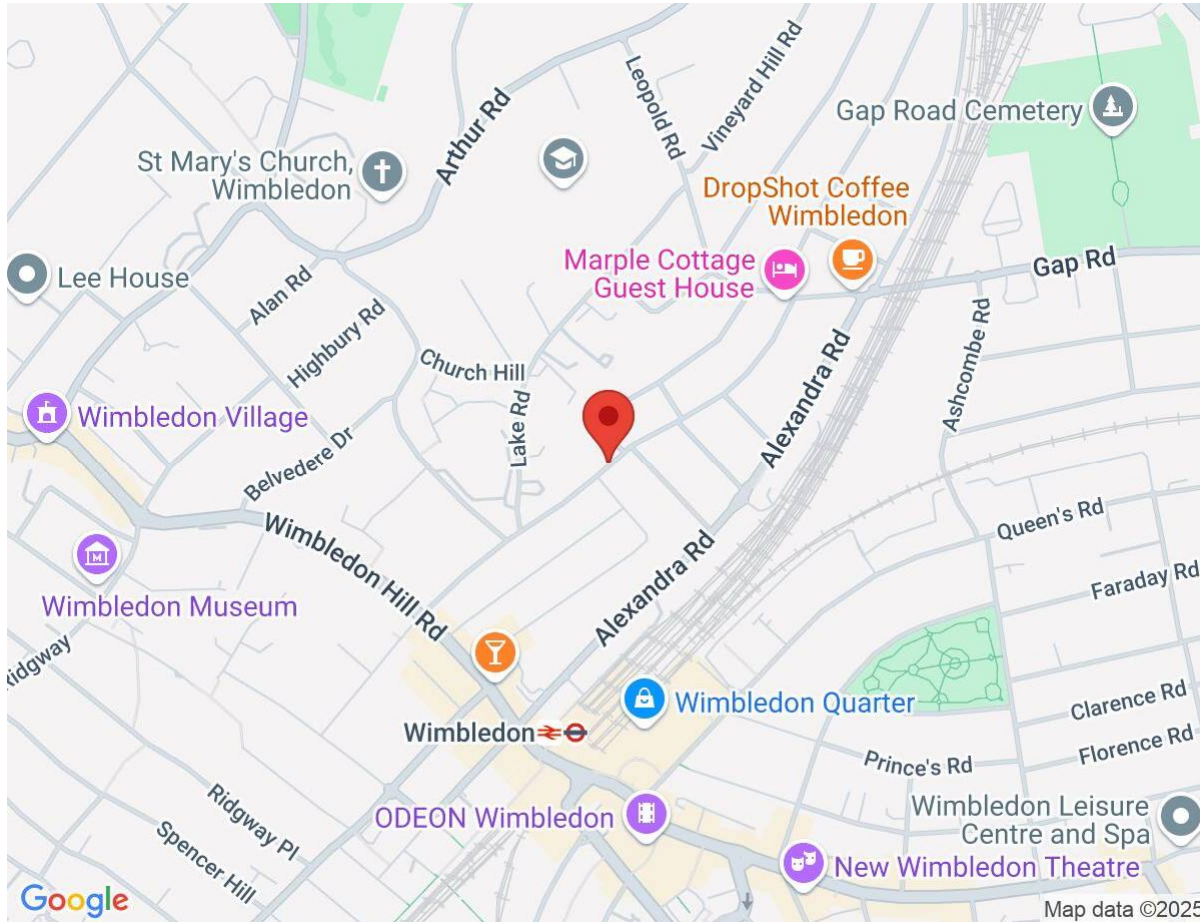 Leopold Rd
Vineyard Hill Rd
Arthur Rd
Gap Road Cemetery
St Mary's Church,
Wimbledon
DropShot Coffee
Wimbledon
Marple Cottage
Guest House
Gap Rd
Lee House
Alan Rd
Highbury Rd
Ashcombe Rd
Church Hill
Alexandra Rd
Lake Rd
Wimbledon Village
Belvedere Dr
Queen's Rd
Wimbledon Hill Rd
Alexandra Rd
M
Wimbledon Museum
Faraday Rd
Ridgway
Wimbledon Quarter
Clarence Rd
Wimbledon
Florence Rd
Prince's Rd
Ridgway Pl
ODEON Wimbledon
Wimbledon Leisure
Centre and Spa
Spencer Hill
New Wimbledon Theatre
Google
Map data ©2025